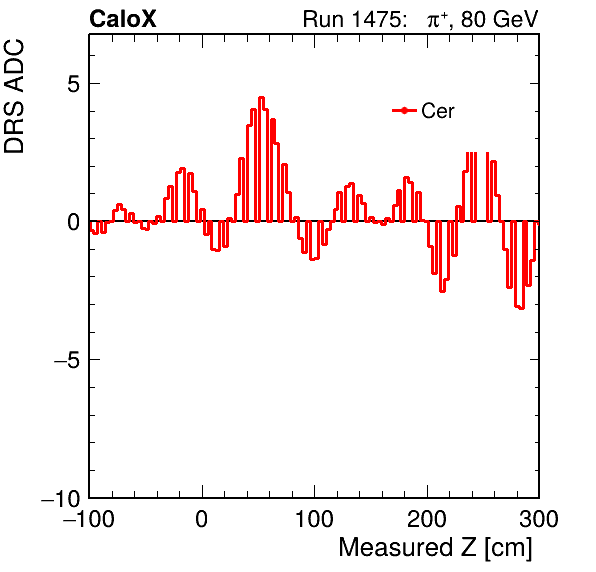 CaloX Run 1475: π⁺, 80 GeV
DRS ADC
Cer
5
0
−5
−10
−100 0 100 200 300
Measured Z [cm]